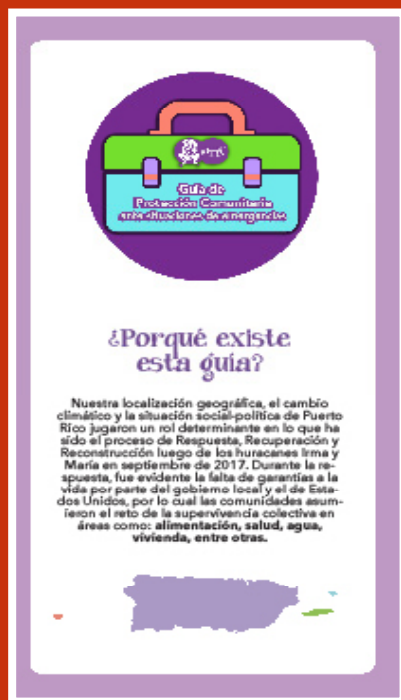 Guía de
Protección Comunitaria
ante situaciones de emergencias
¿Porqué existe
esta guía?
Nuestra localización geográfica, el cambio
climático y la situación social-política de Puerto
Rico jugaron un rol determinante en lo que ha
sido el proceso de Respuesta, Recuperación y
Reconstrucción luego de los huracanes Irma y
María en septiembre de 2017. Durante la re-
spuesta, fue evidente la falta de garantías a la
vida por parte del gobierno local y el de Esta-
dos Unidos, por lo cual las comunidades asum-
ieron el reto de la supervivencia colectiva en
áreas como: alimentación, salud, agua,
vivienda, entre otras.